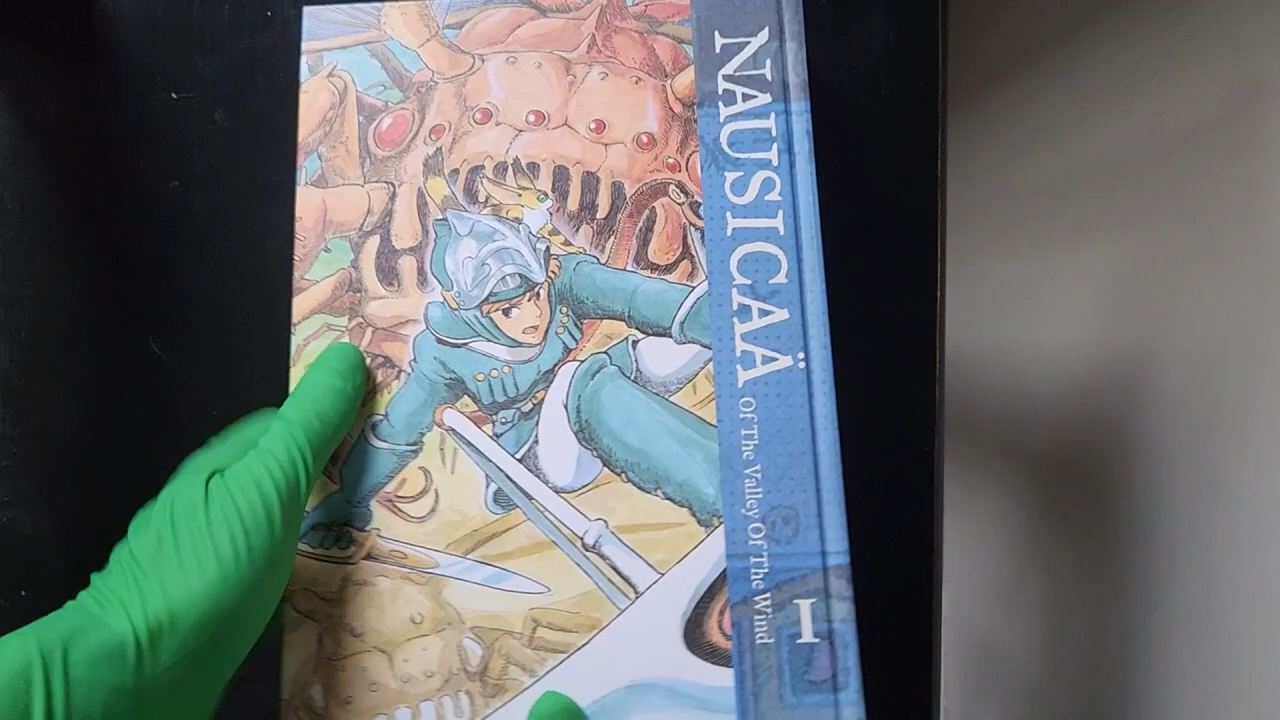 NAUSICAÄ
Of The Valley Of The Wind
I